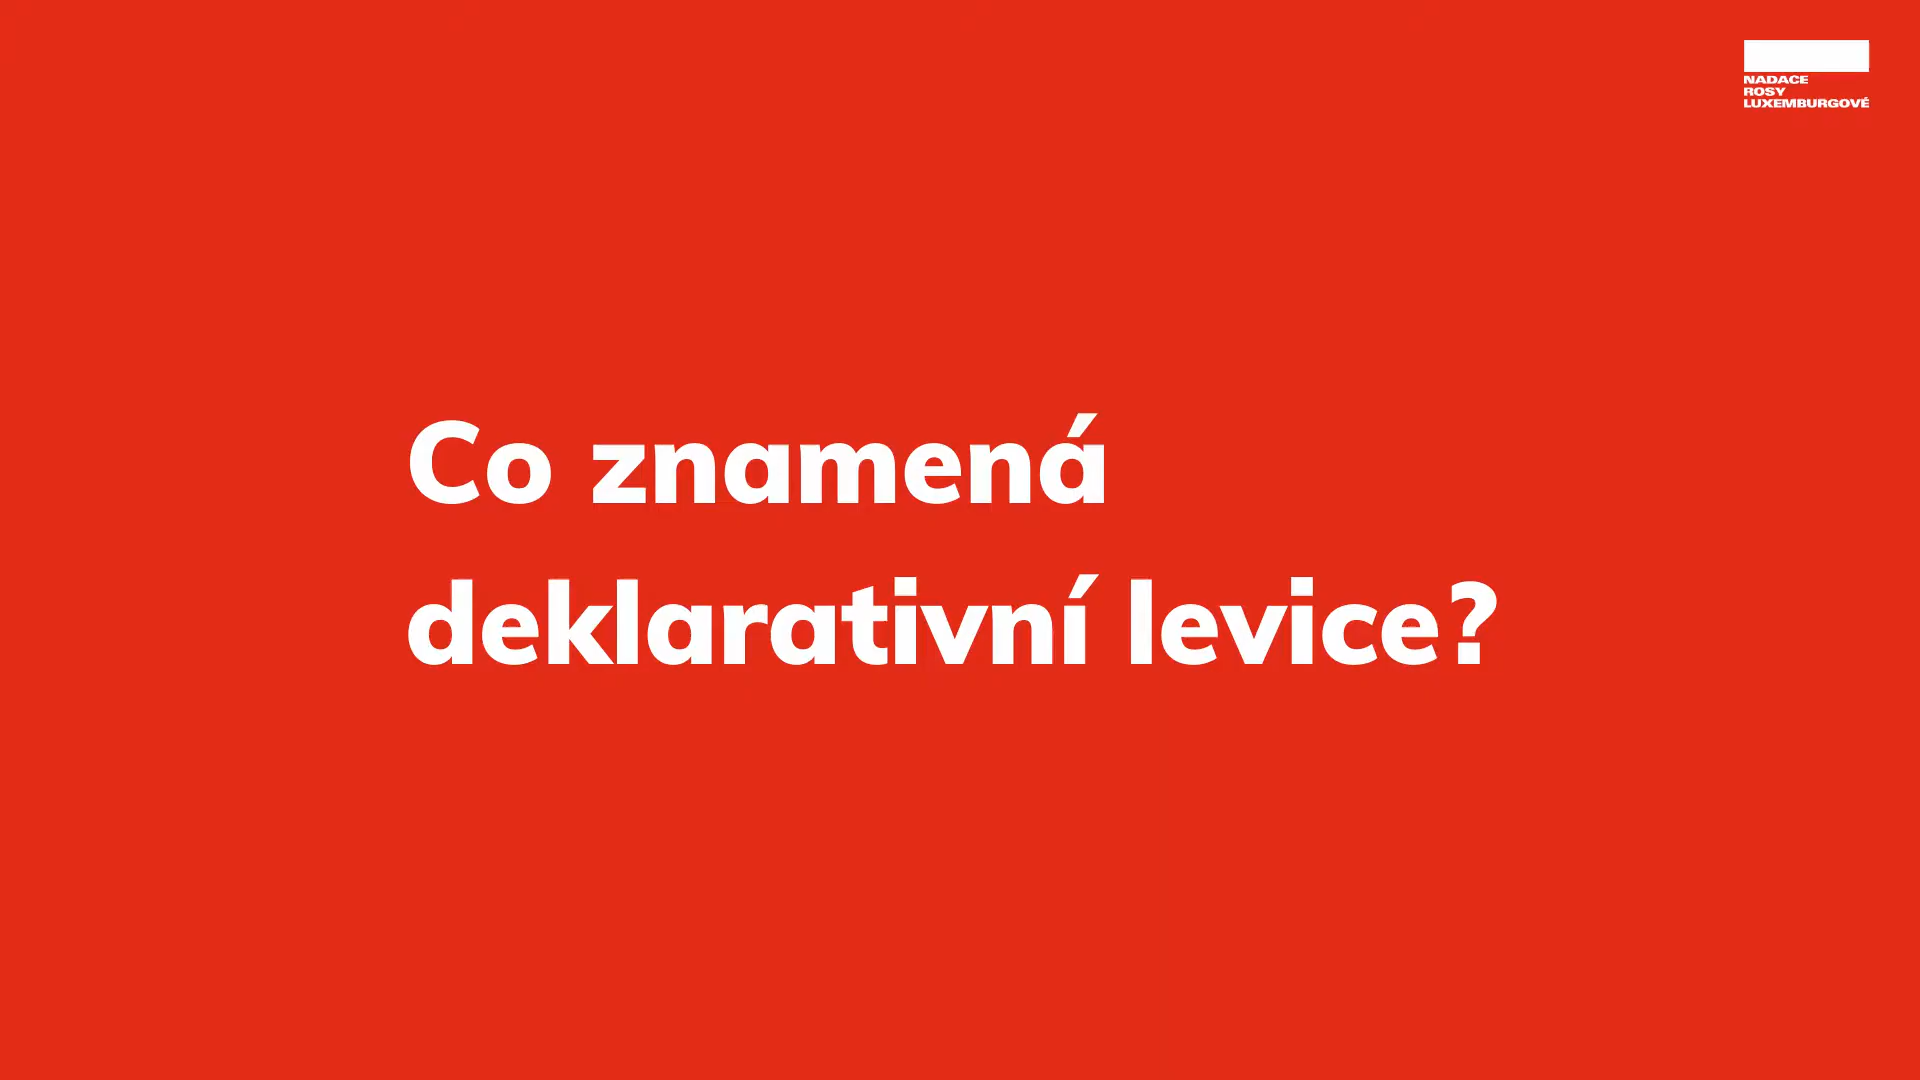 NADACE
ROSY
LUXEMBURGOVÉ
Co znamená
deklarativní levice?